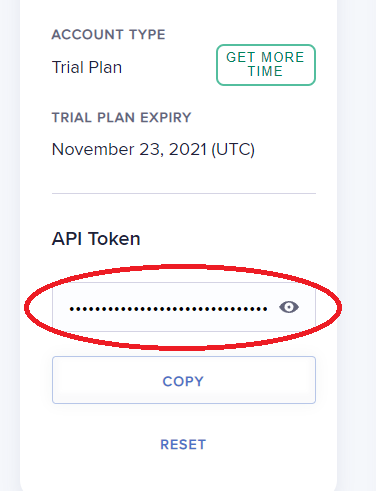 ACCOUNT TYPE
Trial Plan
GET MORE
TIME
TRIAL PLAN EXPIRY
November 23, 2021 (UTC)
API Token
COPY
RESET